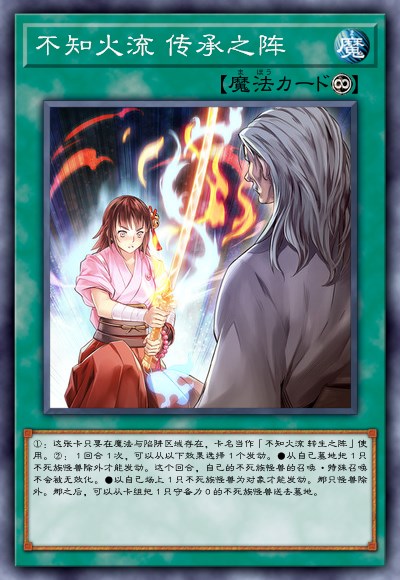 不知火流 传承之阵
魔
【魔法カード】
まほう
①：这张卡只要在魔法与陷阱区域存在，卡名当作「不知火流 转生之阵」使
用。②：1回合1次，可以从以下效果选择1个发动。●从自己墓地把1只
不死族怪兽除外才能发动。这个回合，自己的不死族怪兽的召唤·特殊召唤
不会被无效化。●以自己场上1只不死族怪兽为对象才能发动。那只怪兽除
外。那之后，可以从卡组把1只守备力0的不死族怪兽送去墓地。